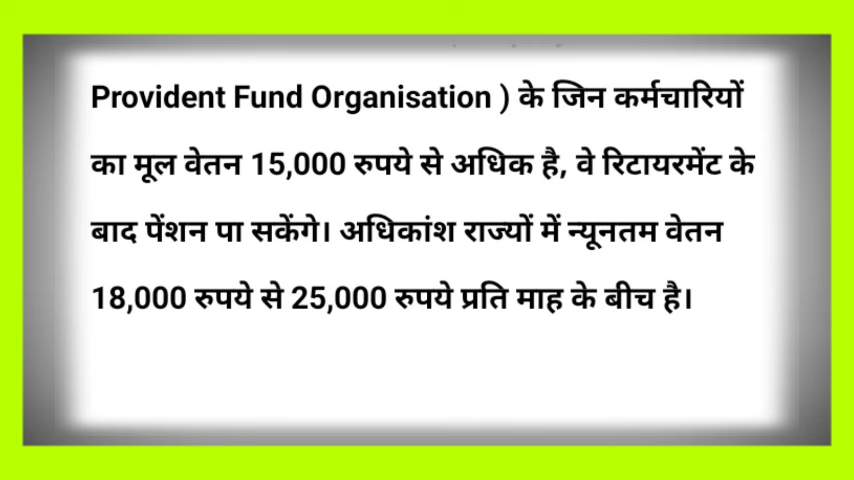 Provident Fund Organisation ) के जिन कर्मचारियों
का मूल वेतन 15,000 रुपये से अधिक है, वे रिटायरमेंट के
बाद पेंशन पा सकेंगे। अधिकांश राज्यों में न्यूनतम वेतन
18,000 रुपये से 25,000 रुपये प्रति माह के बीच है।